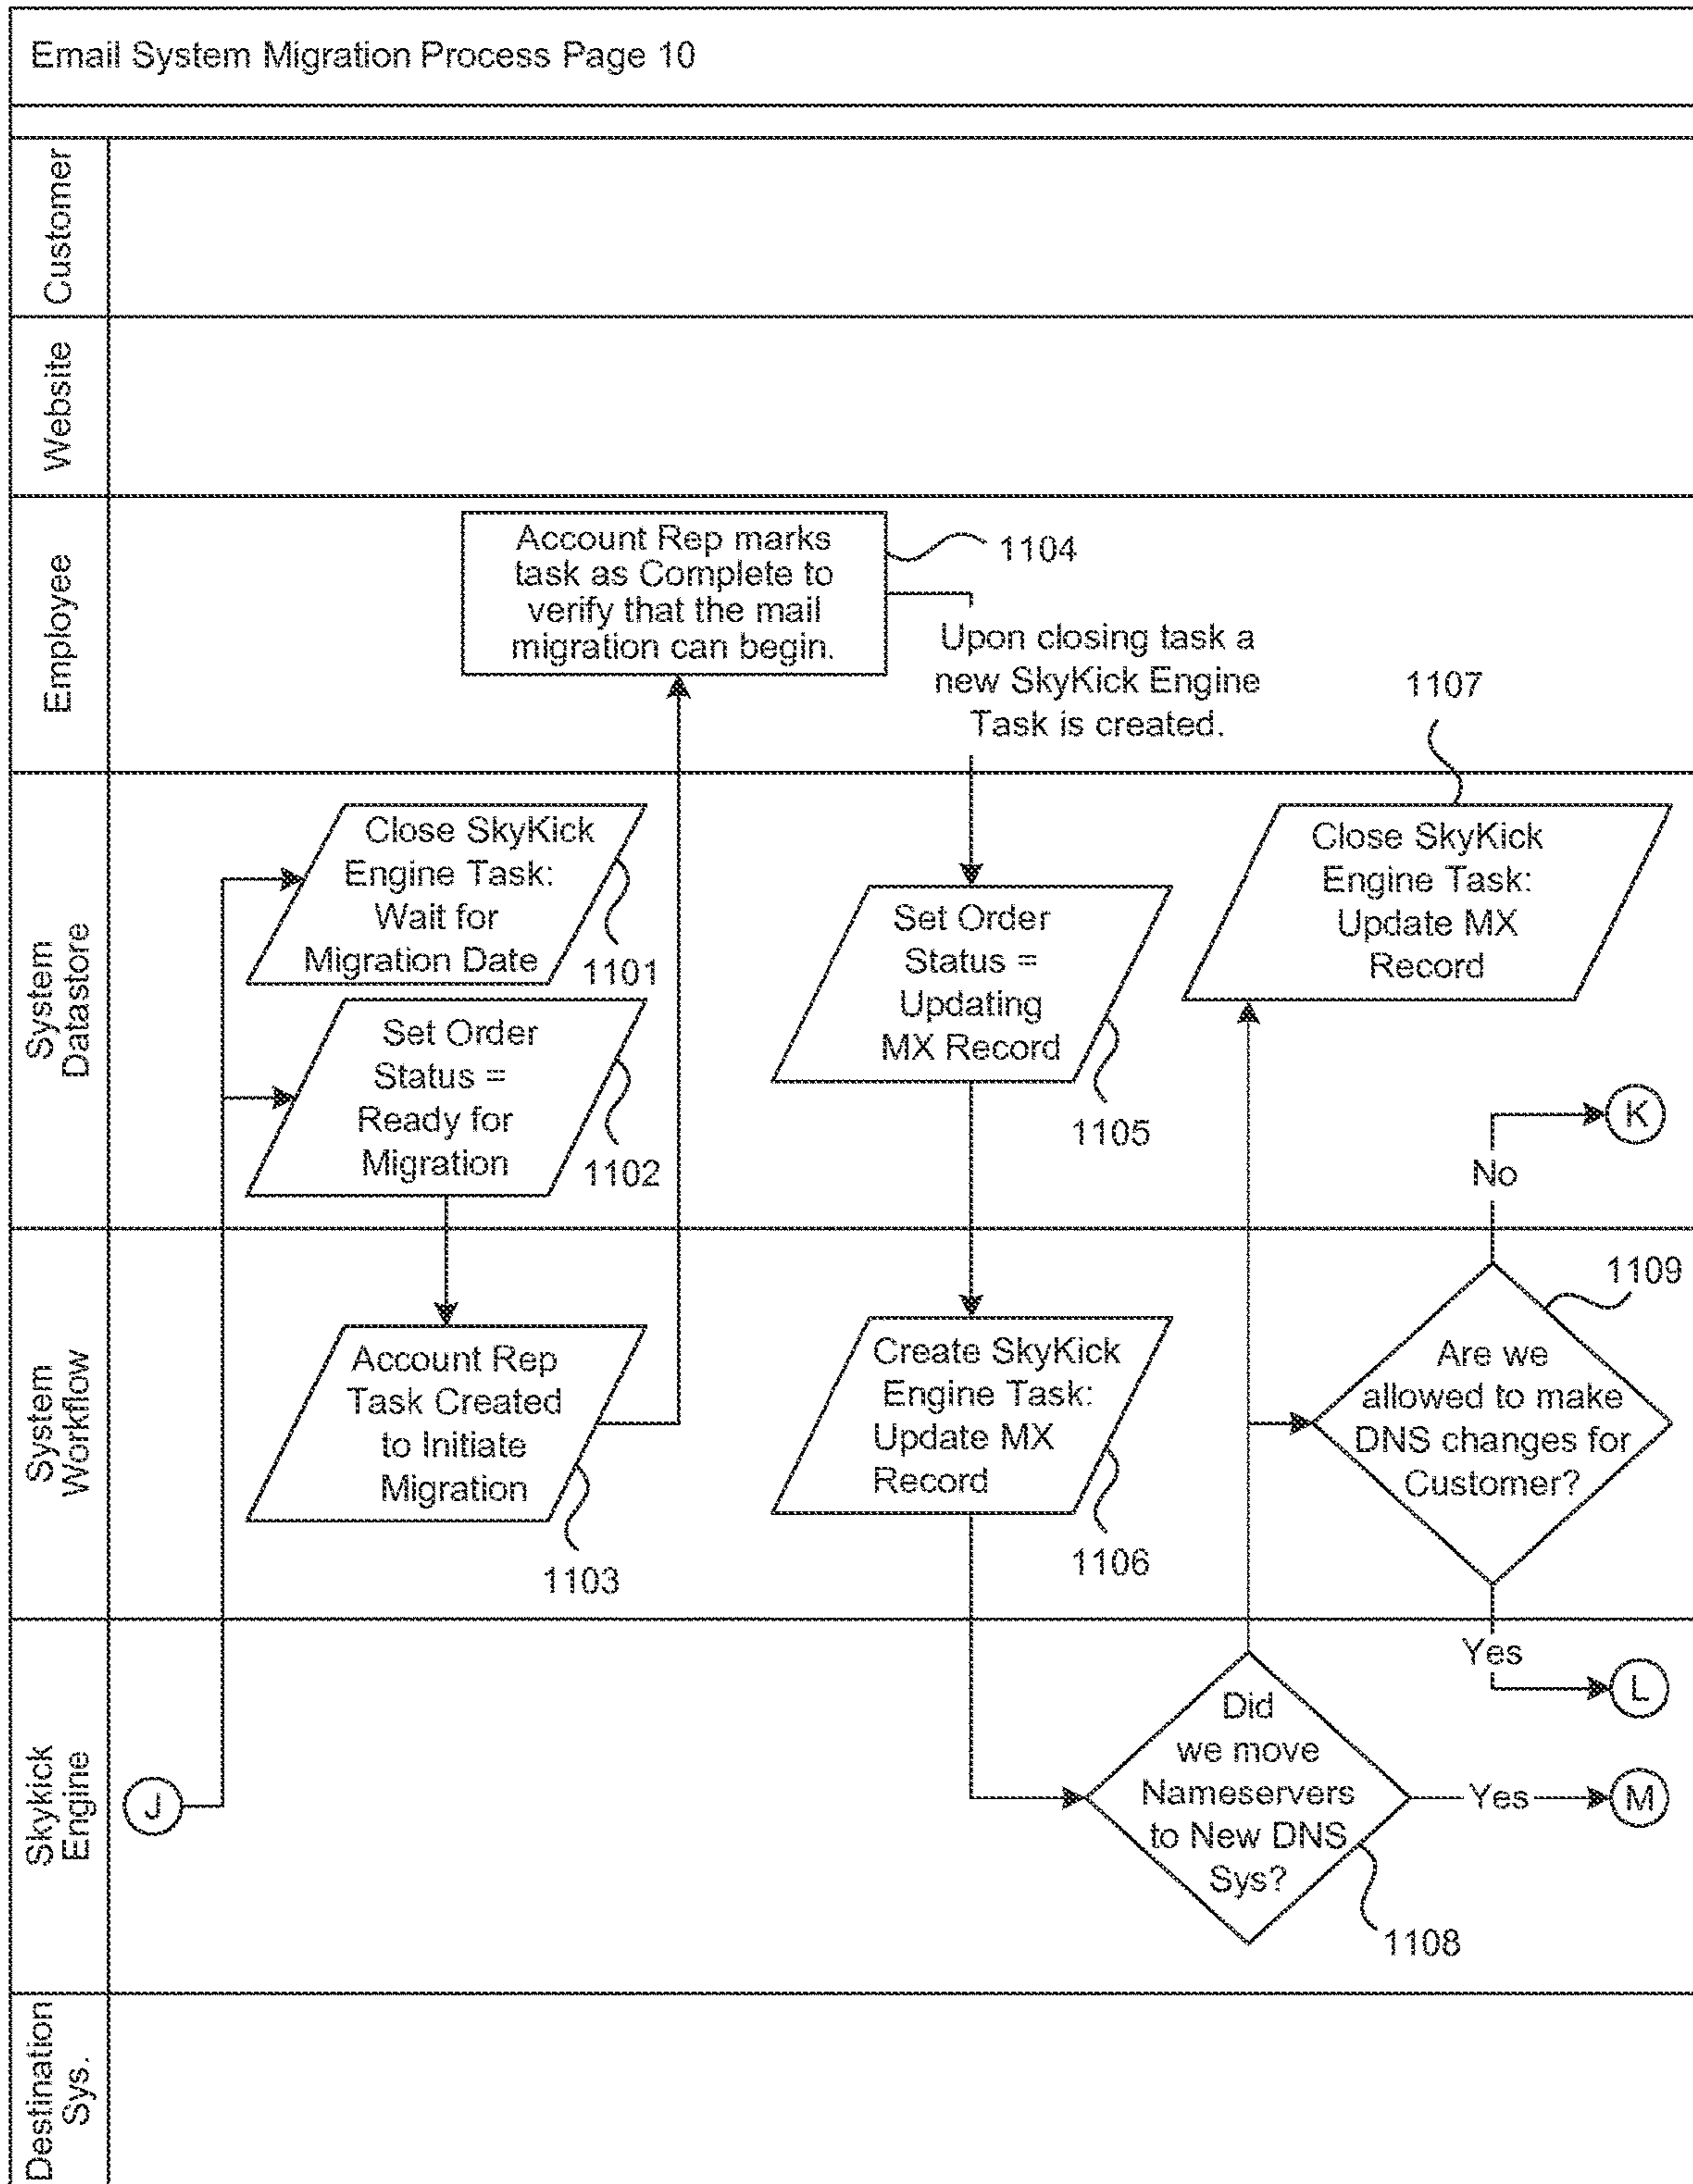 Email System Migration Process Page 10
Customer
Website
Employee
Account Rep marks
task as Complete to
verify that the mail
migration can begin.
1104
Upon closing task a
new SkyKick Engine
Task is created.
1107
System
Datastore
Close SkyKick
Engine Task:
Wait for
Migration Date
1101
Set Order
Status =
Ready for
Migration
1102
Set Order
Status =
Updating
MX Record
1105
Close SkyKick
Engine Task:
Update MX
Record
K
No
System
Workflow
Account Rep
Task Created
to Initiate
Migration
1103
Create SkyKick
Engine Task:
Update MX
Record
1106
1109
Are we
allowed to make
DNS changes for
Customer?
Yes
L
Skykick
Engine
J
Did
we move
Nameservers
to New DNS
Sys?
1108
Yes
M
Destination
Sys.